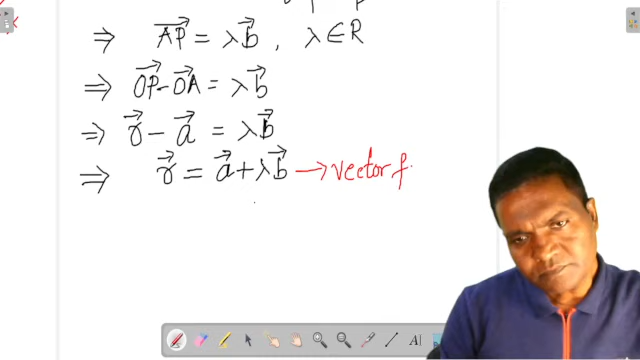 ⇒ AP⃗ = λb⃗ , λ ∈ R
⇒ OP⃗ − OA⃗ = λb⃗
⇒ r⃗ − a⃗ = λb⃗
⇒ r⃗ = a⃗ + λb⃗ → vector f